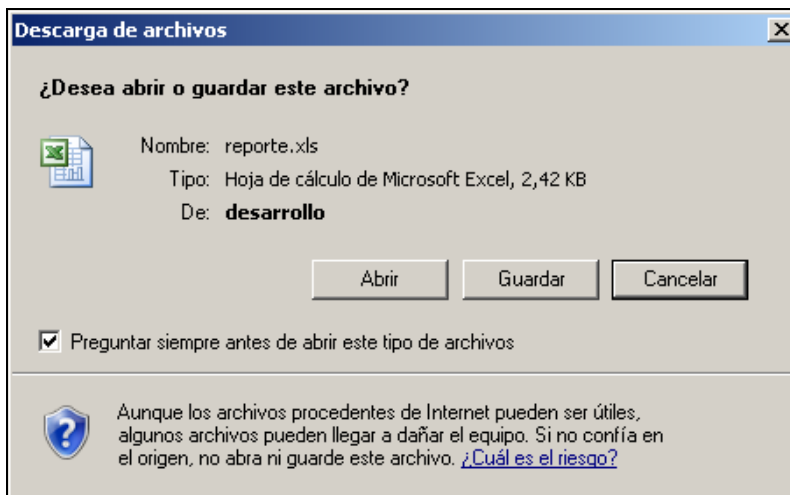 Descarga de archivos
¿Desea abrir o guardar este archivo?
Nombre: reporte.xls
Tipo: Hoja de cálculo de Microsoft Excel, 2,42 KB
De: desarrollo
Abrir Guardar Cancelar
Preguntar siempre antes de abrir este tipo de archivos
Aunque los archivos procedentes de Internet pueden ser útiles,
algunos archivos pueden llegar a dañar el equipo. Si no confía en
el origen, no abra ni guarde este archivo. ¿Cuál es el riesgo?